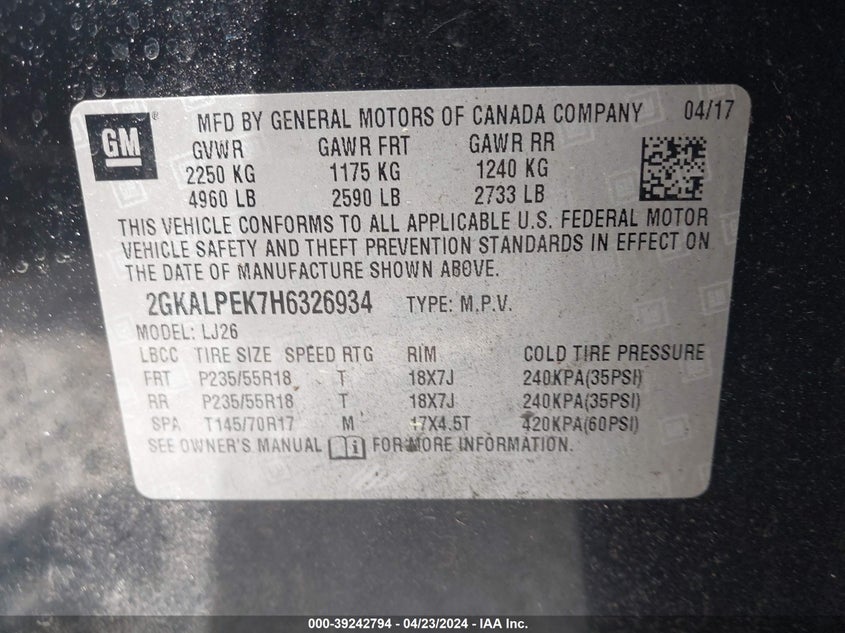 GM
MFD BY GENERAL MOTORS OF CANADA COMPANY 04/17
GVWR GAWR FRT GAWR RR
2250 KG 1175 KG 1240 KG
4960 LB 2590 LB 2733 LB
THIS VEHICLE CONFORMS TO ALL APPLICABLE U.S. FEDERAL MOTOR
VEHICLE SAFETY AND THEFT PREVENTION STANDARDS IN EFFECT ON
THE DATE OF MANUFACTURE SHOWN ABOVE.
2GKALPEK7H6326934 TYPE: M.P.V.
MODEL: LJ26
LBCC TIRE SIZE SPEED RTG RIM COLD TIRE PRESSURE
FRT P235/55R18 T 18X7J 240KPA(35PSI)
RR P235/55R18 T 18X7J 240KPA(35PSI)
SPA T145/70R17 M 17X4.5T 420KPA(60PSI)
SEE OWNER'S MANUAL FOR MORE INFORMATION.
000-39242794 - 04/23/2024 - IAA Inc.